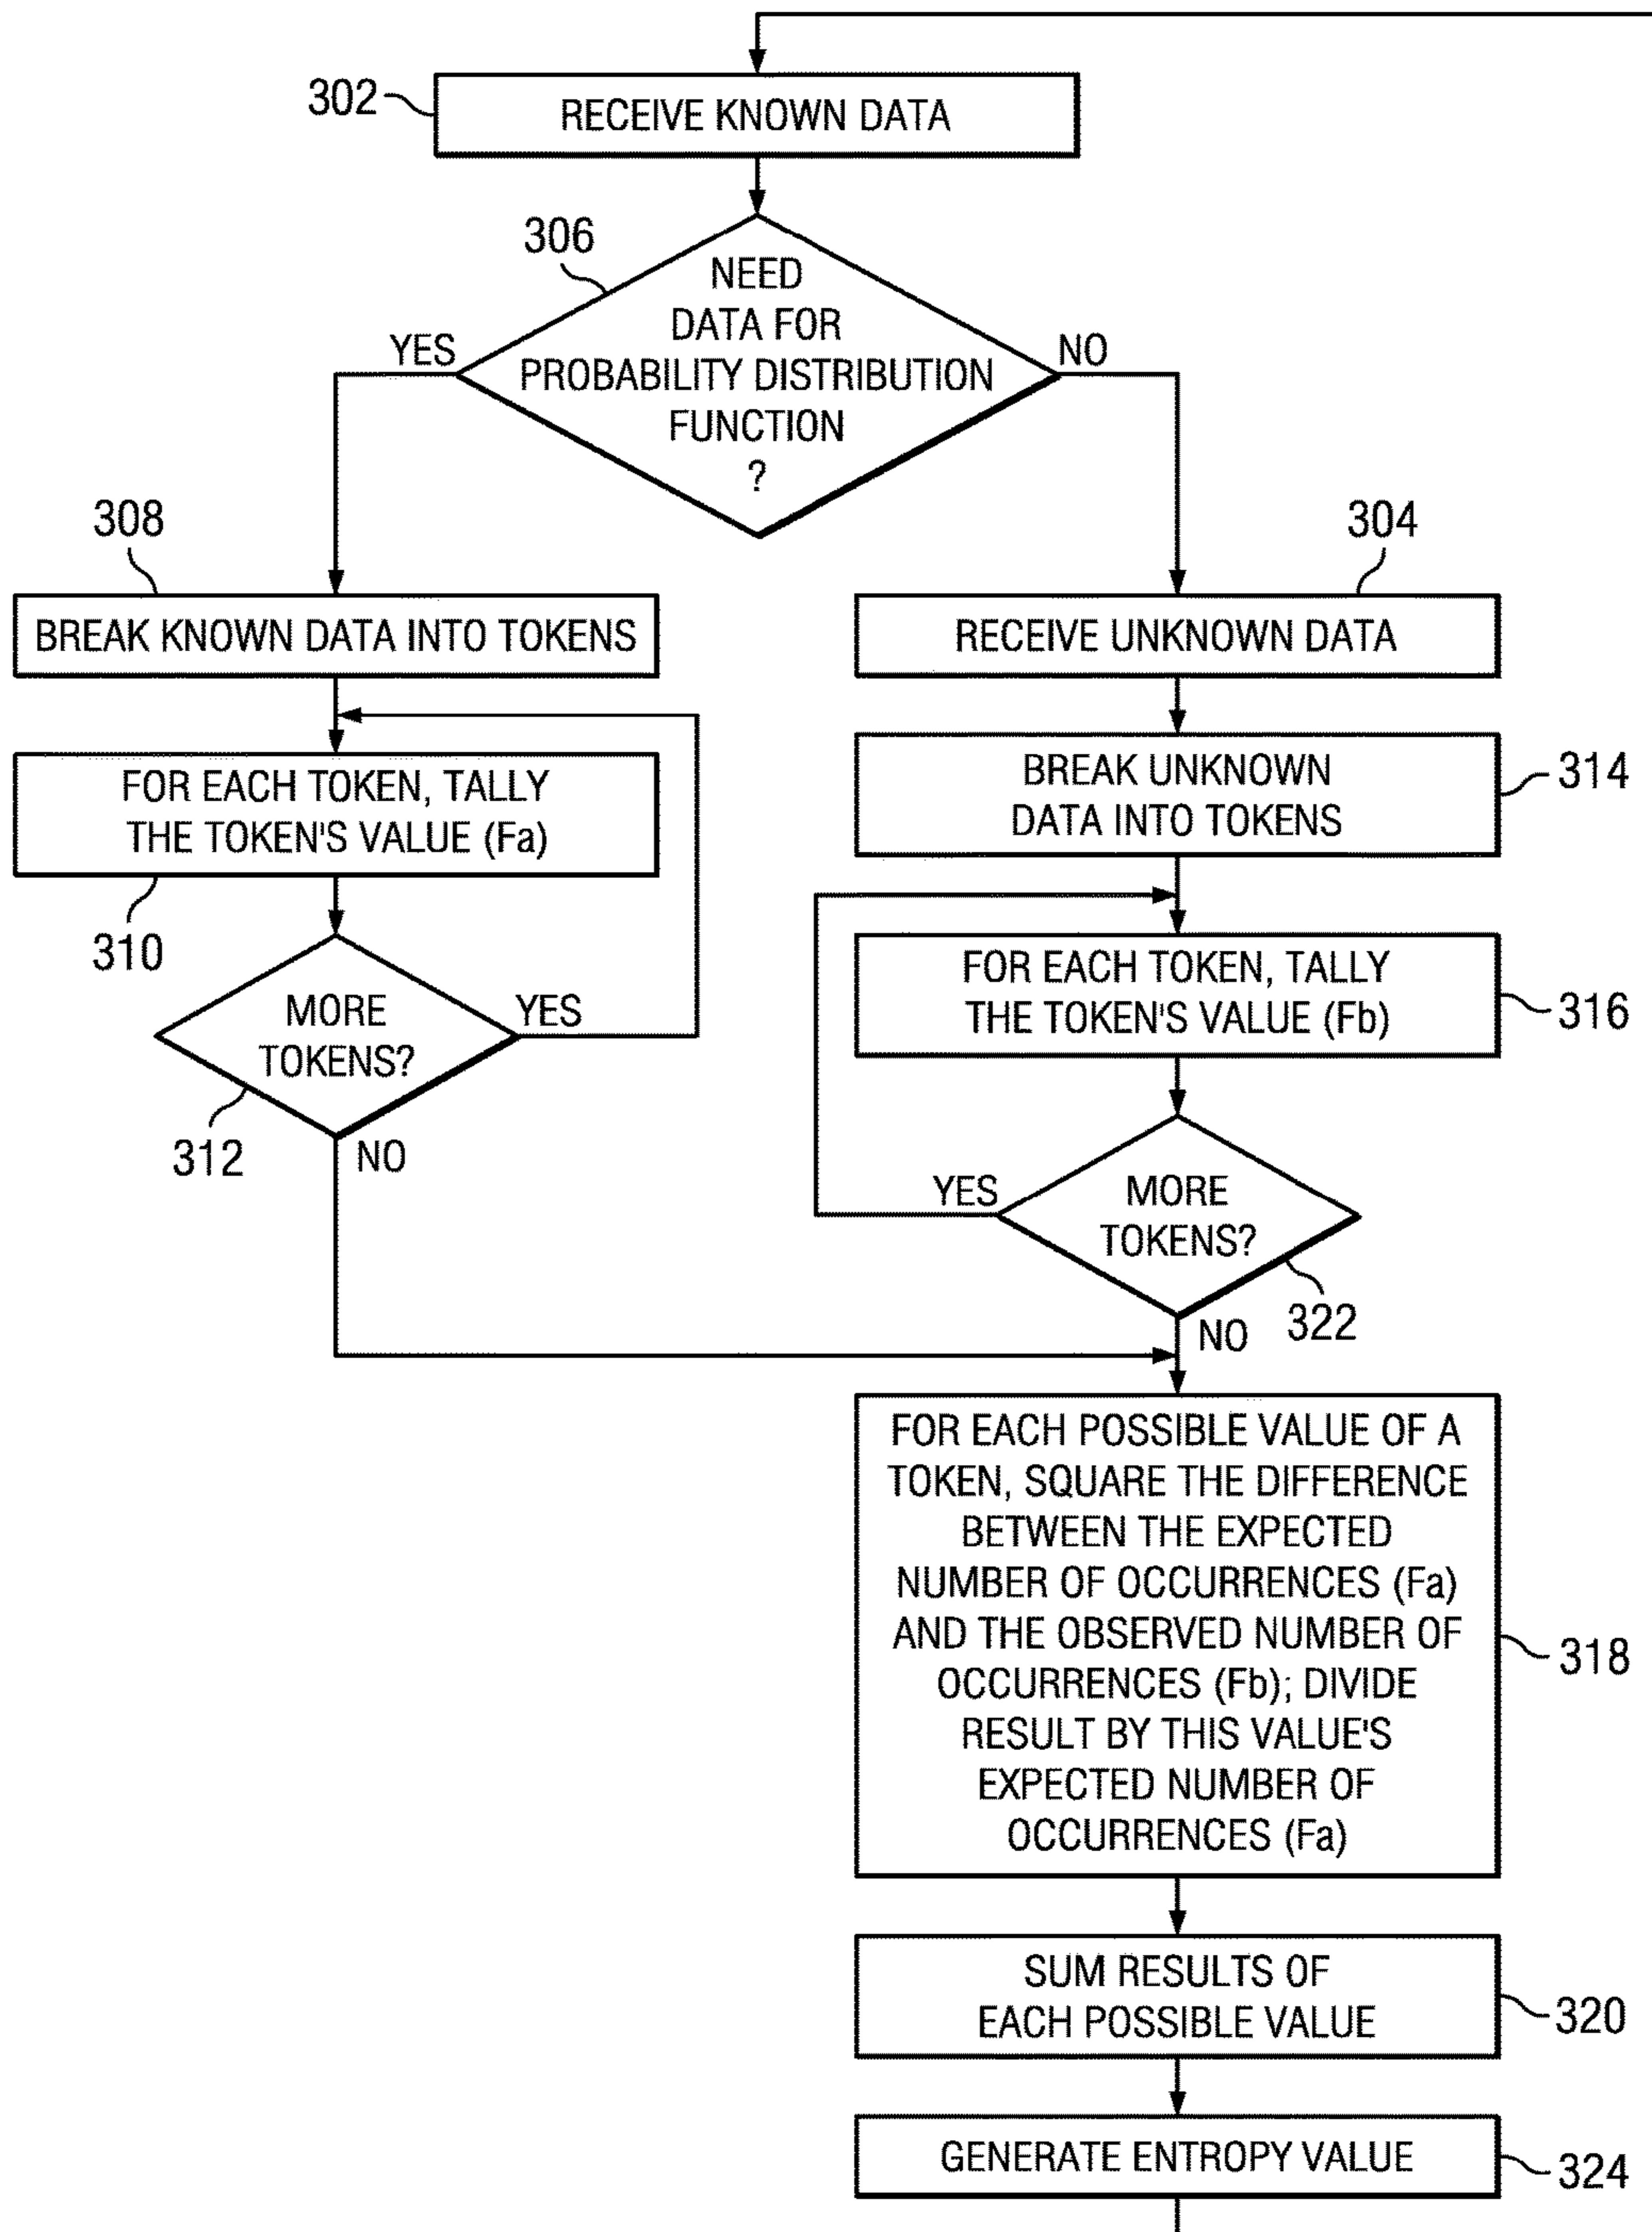 302
RECEIVE KNOWN DATA
306
NEED
DATA FOR
PROBABILITY DISTRIBUTION
FUNCTION
?
YES
NO
308
BREAK KNOWN DATA INTO TOKENS
FOR EACH TOKEN, TALLY
THE TOKEN'S VALUE (Fa)
310
MORE
TOKENS?
YES
312
NO
304
RECEIVE UNKNOWN DATA
BREAK UNKNOWN
DATA INTO TOKENS
314
FOR EACH TOKEN, TALLY
THE TOKEN'S VALUE (Fb)
316
YES
MORE
TOKENS?
322
NO
FOR EACH POSSIBLE VALUE OF A
TOKEN, SQUARE THE DIFFERENCE
BETWEEN THE EXPECTED
NUMBER OF OCCURRENCES (Fa)
AND THE OBSERVED NUMBER OF
OCCURRENCES (Fb); DIVIDE
RESULT BY THIS VALUE'S
EXPECTED NUMBER OF
OCCURRENCES (Fa)
318
SUM RESULTS OF
EACH POSSIBLE VALUE
320
GENERATE ENTROPY VALUE
324